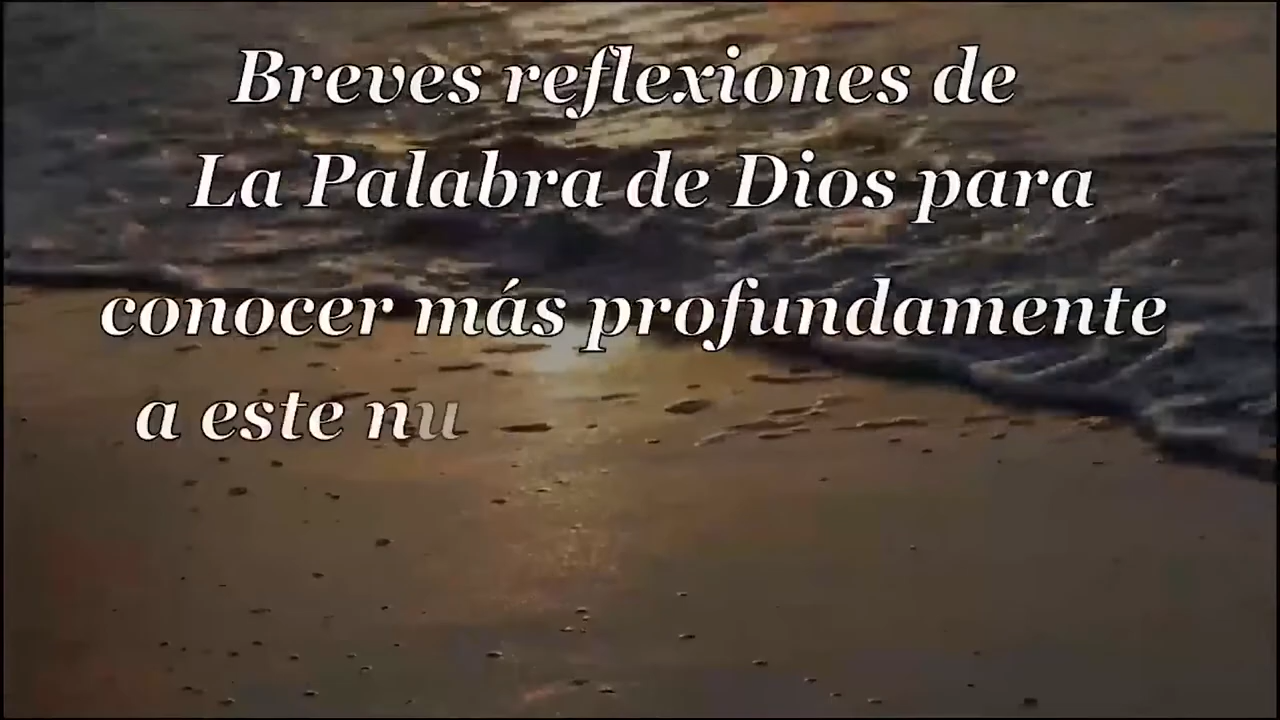 Breves reflexiones de
La Palabra de Dios para
conocer más profundamente
a este nu